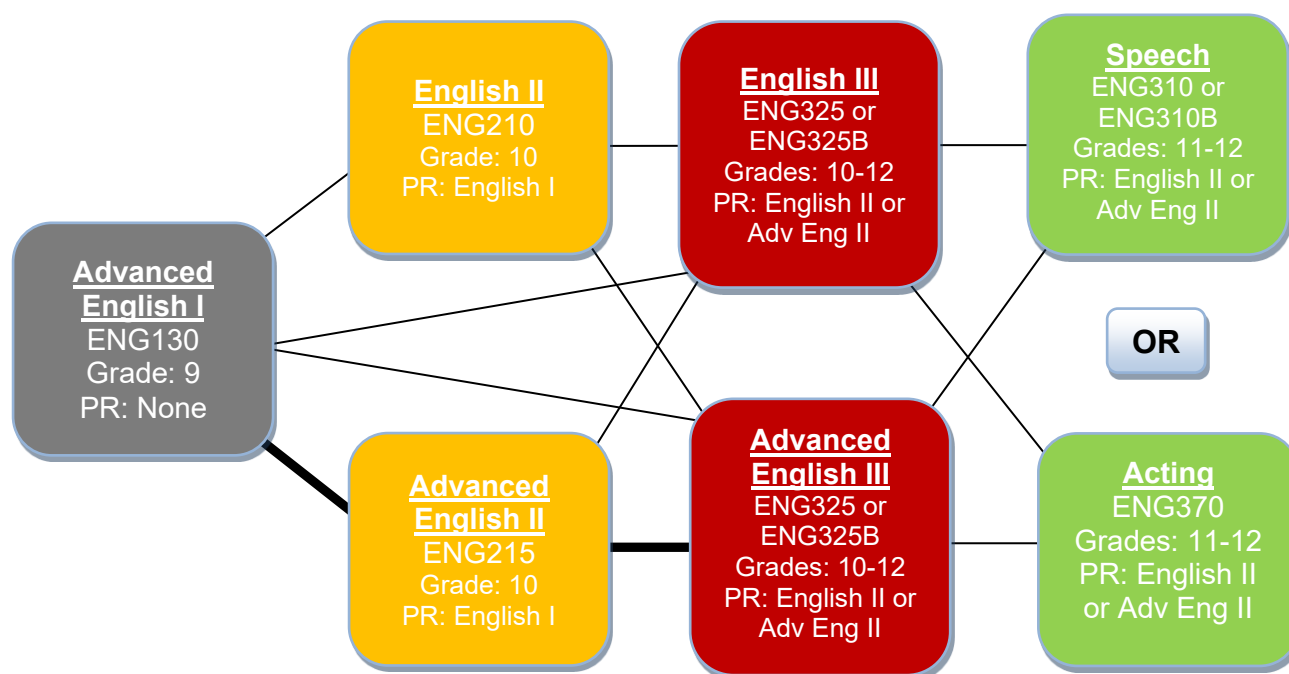 Advanced
English I
ENG130
Grade: 9
PR: None
English II
ENG210
Grade: 10
PR: English I
Advanced
English II
ENG215
Grade: 10
PR: English I
English III
ENG325 or
ENG325B
Grades: 10-12
PR: English II or
Adv Eng II
Advanced
English III
ENG325 or
ENG325B
Grades: 10-12
PR: English II or
Adv Eng II
Speech
ENG310 or
ENG310B
Grades: 11-12
PR: English II or
Adv Eng II
OR
Acting
ENG370
Grades: 11-12
PR: English II
or Adv Eng II